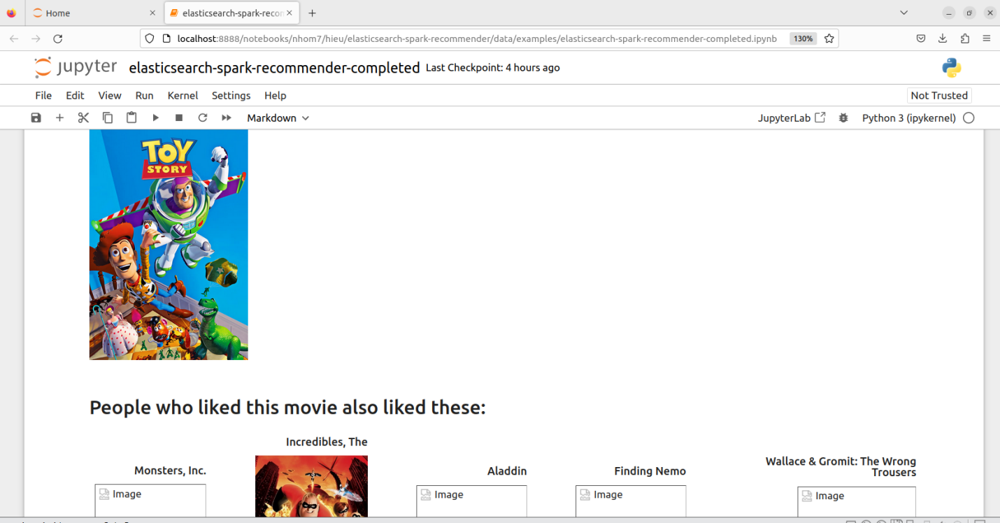 Home
elasticsearch-spark-recon
localhost:8888/notebooks/nhom7/hieu/elasticsearch-spark-recommender/data/examples/elasticsearch-spark-recommender-completed.ipynb 130%
jupyter elasticsearch-spark-recommender-completed Last Checkpoint: 4 hours ago
File Edit View Run Kernel Settings Help Not Trusted
Markdown JupyterLab Python 3 (ipykernel)
TOY
STORY
People who liked this movie also liked these:
Incredibles, The
Monsters, Inc.
Aladdin
Finding Nemo
Wallace & Gromit: The Wrong
Trousers
Image
Image
Image
Image